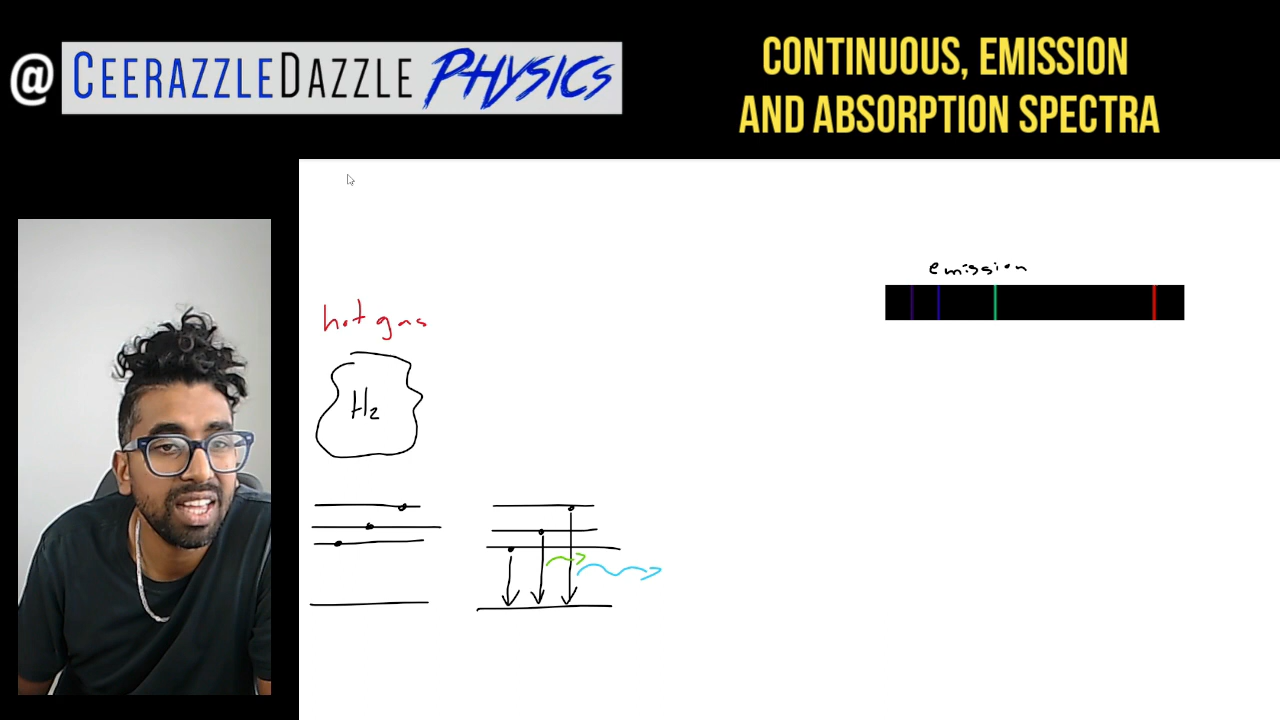 @ CEERAZZLEDAZZLE PHYSICS
CONTINUOUS, EMISSION
AND ABSORPTION SPECTRA
emission
hot gas
H₂